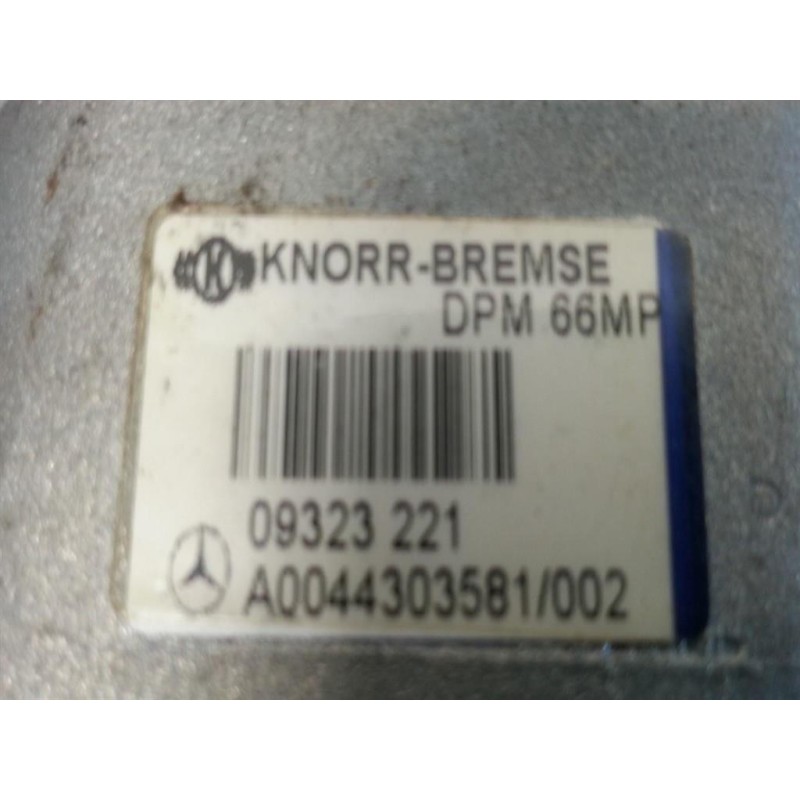 K KNORR-BREMSE
DPM 66MP
09323 221
A0044303581/002